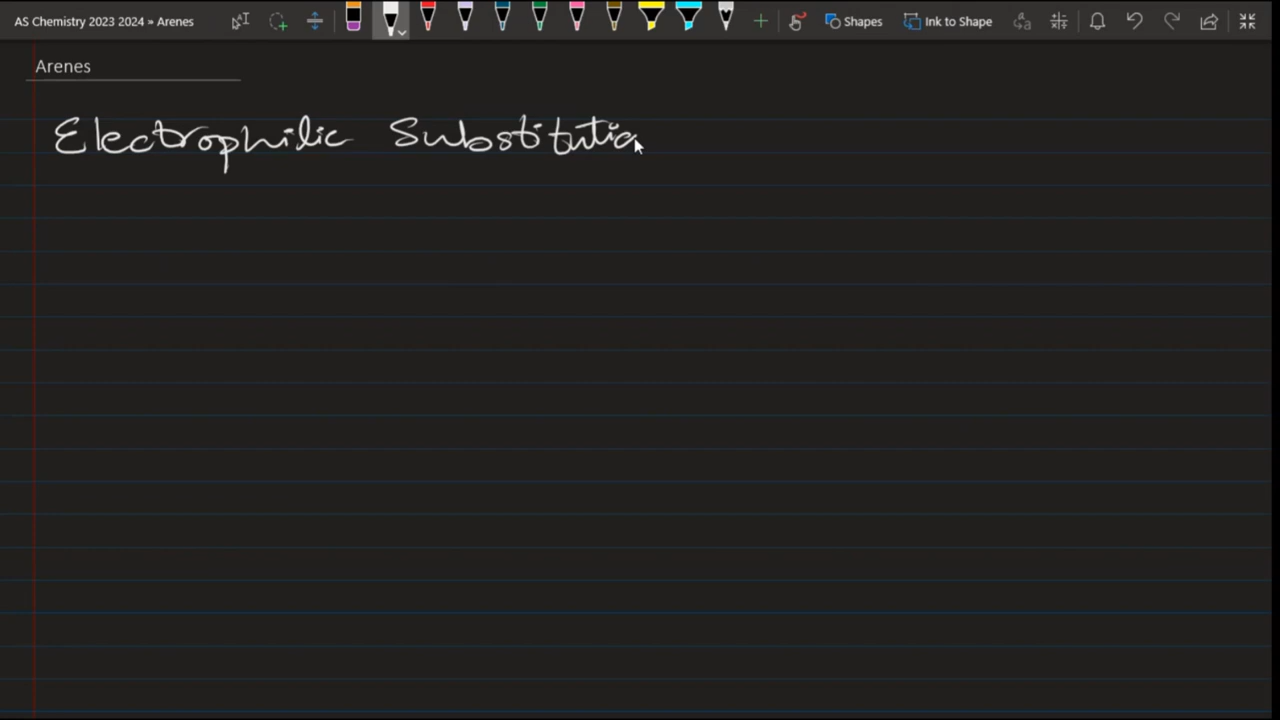 AS Chemistry 2023 2024 » Arenes
Shapes
Ink to Shape
Arenes
Electrophilic Substitutio